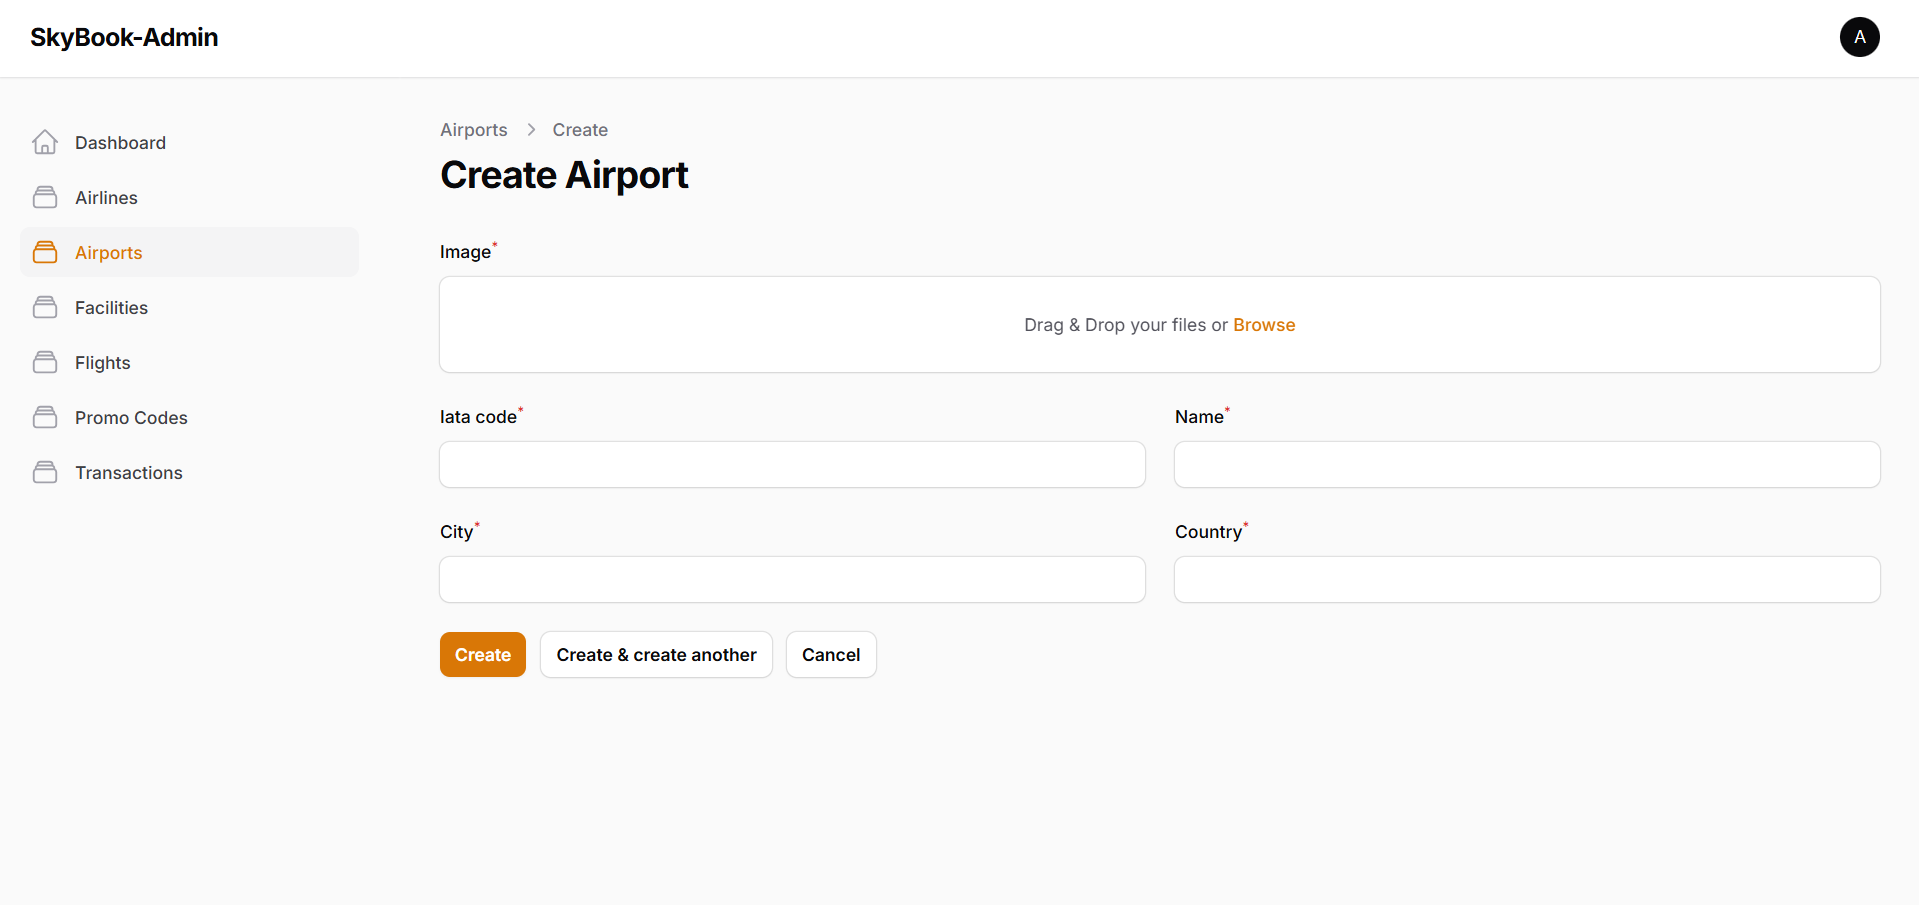 SkyBook-Admin
A
Dashboard
Airlines
Airports
Facilities
Flights
Promo Codes
Transactions
Airports > Create
Create Airport
Image*
Drag & Drop your files or Browse
Iata code*
Name*
City*
Country*
Create
Create & create another
Cancel